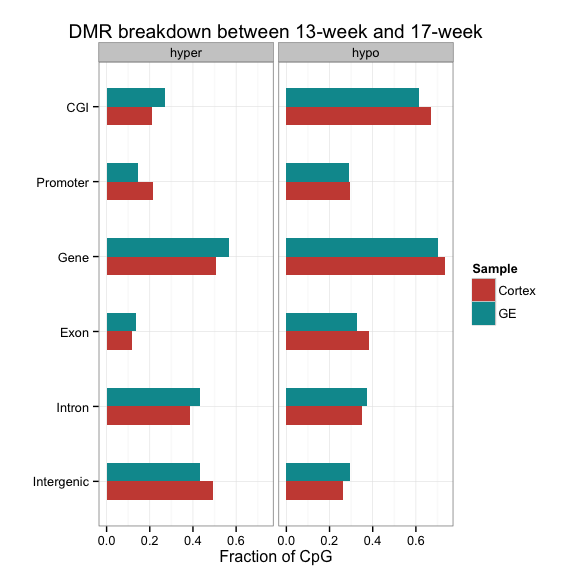 DMR breakdown between 13-week and 17-week
hyper
hypo
CGI
Promoter
Gene
Exon
Intron
Intergenic
0.0 0.2 0.4 0.6
0.0 0.2 0.4 0.6
Fraction of CpG
Sample
Cortex
GE